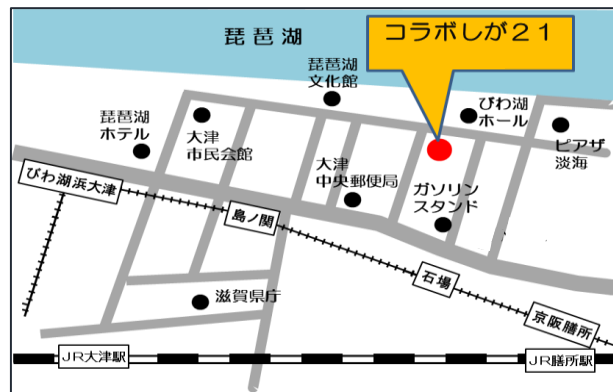 琵琶湖
コラボしが２１
琵琶湖
文化館
びわ湖
ホール
琵琶湖
ホテル
大津
市民会館
ピアザ
淡海
びわ湖浜大津
大津
中央郵便局
ガソリン
スタンド
島ノ関
石場
滋賀県庁
京阪膳所
ＪＲ大津駅
ＪＲ膳所駅